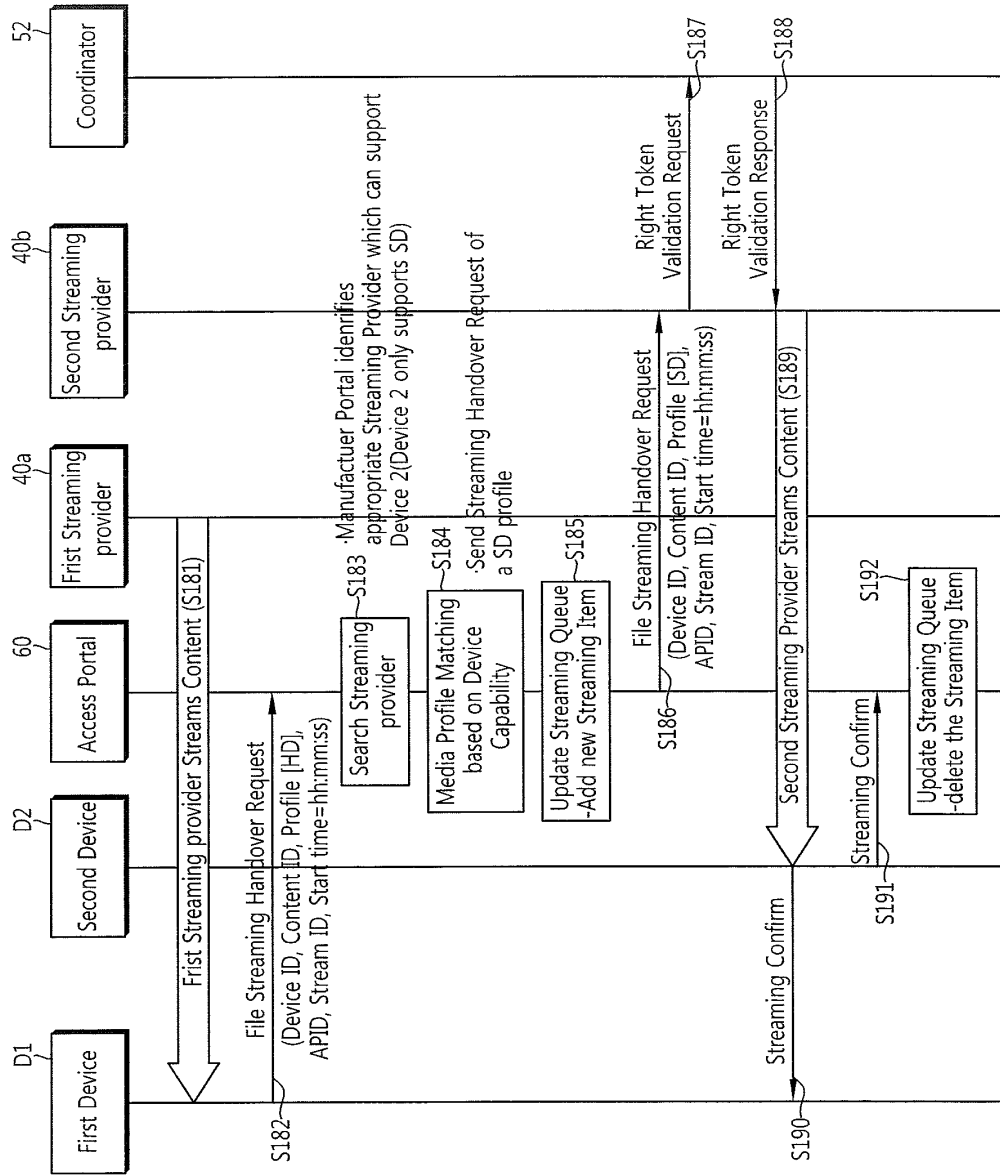 D1
First Device
D2
Second Device
60
Access Portal
40a
Frist Streaming
provider
40b
Second Streaming
provider
52
Coordinator
Frist Streaming provider Streams Content (S181)
File Streaming Handover Request
(Device ID, Content ID, Profile [HD],
APID, Stream ID, Start time=hh:mm:ss)
S182
·Manufactuer Portal idenrifies
appropriate Streaming Provider which can support
Device 2(Device 2 only supports SD)
S183
Search Streaming
provider
S184
Media Profile Matching
based on Device
Capability
·Send Streaming Handover Request of
a SD profile
S185
Update Streaming Queue
-Add new Streaming Item
File Streaming Handover Request
(Device ID, Content ID, Profile [SD],
APID, Stream ID, Start time=hh:mm:ss)
S186
Right Token
Validation Request
S187
Right Token
Validation Response
S188
Second Streaming Provider Streams Content (S189)
Streaming Confirm
S190
Streaming Confirm
S191
S192
Update Streaming Queue
-delete the Streaming Item